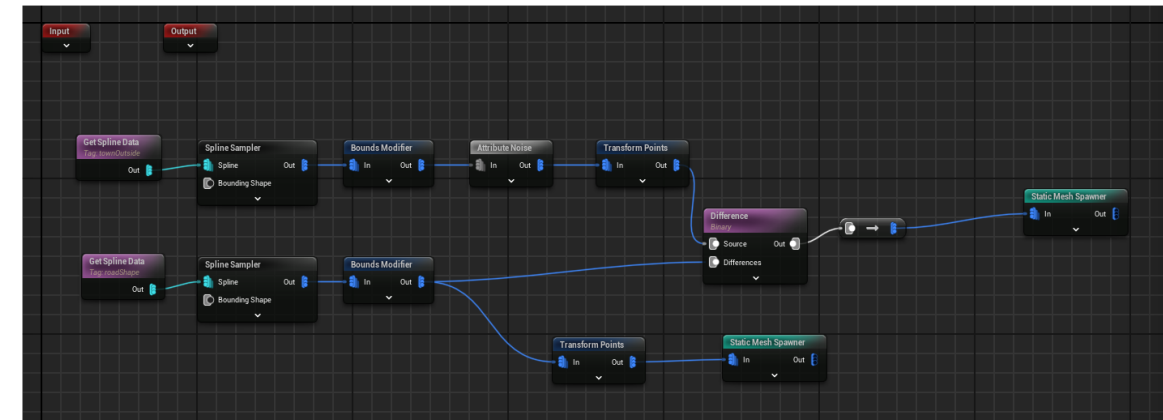 Input
Output
Get Spline Data
Tag: townOutside
Out
Spline Sampler
Spline
Out
Bounding Shape
Bounds Modifier
In
Out
Attribute Noise
In
Out
Transform Points
In
Out
Difference
Binary
Source
Out
Differences
Static Mesh Spawner
In
Out
Get Spline Data
Tag: roadShape
Out
Spline Sampler
Spline
Out
Bounding Shape
Bounds Modifier
In
Out
Transform Points
In
Out
Static Mesh Spawner
In
Out